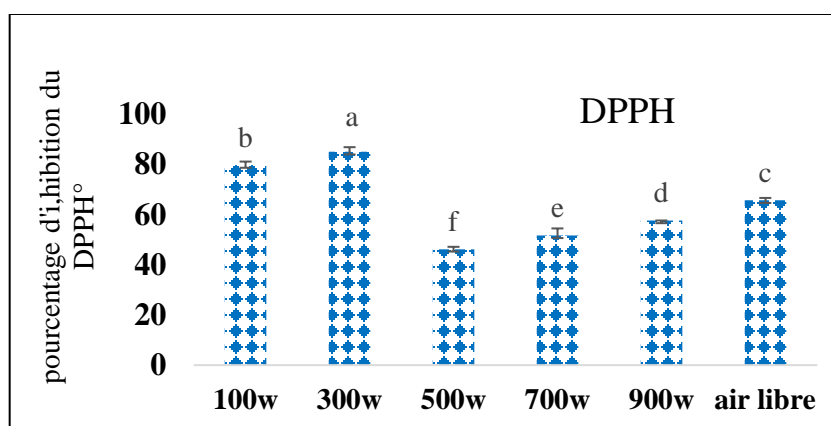 DPPH
pourcentage d'i,hibition du
DPPH°
100
80
60
40
20
0
b
a
f
e
d
c
100w 300w 500w 700w 900w air libre